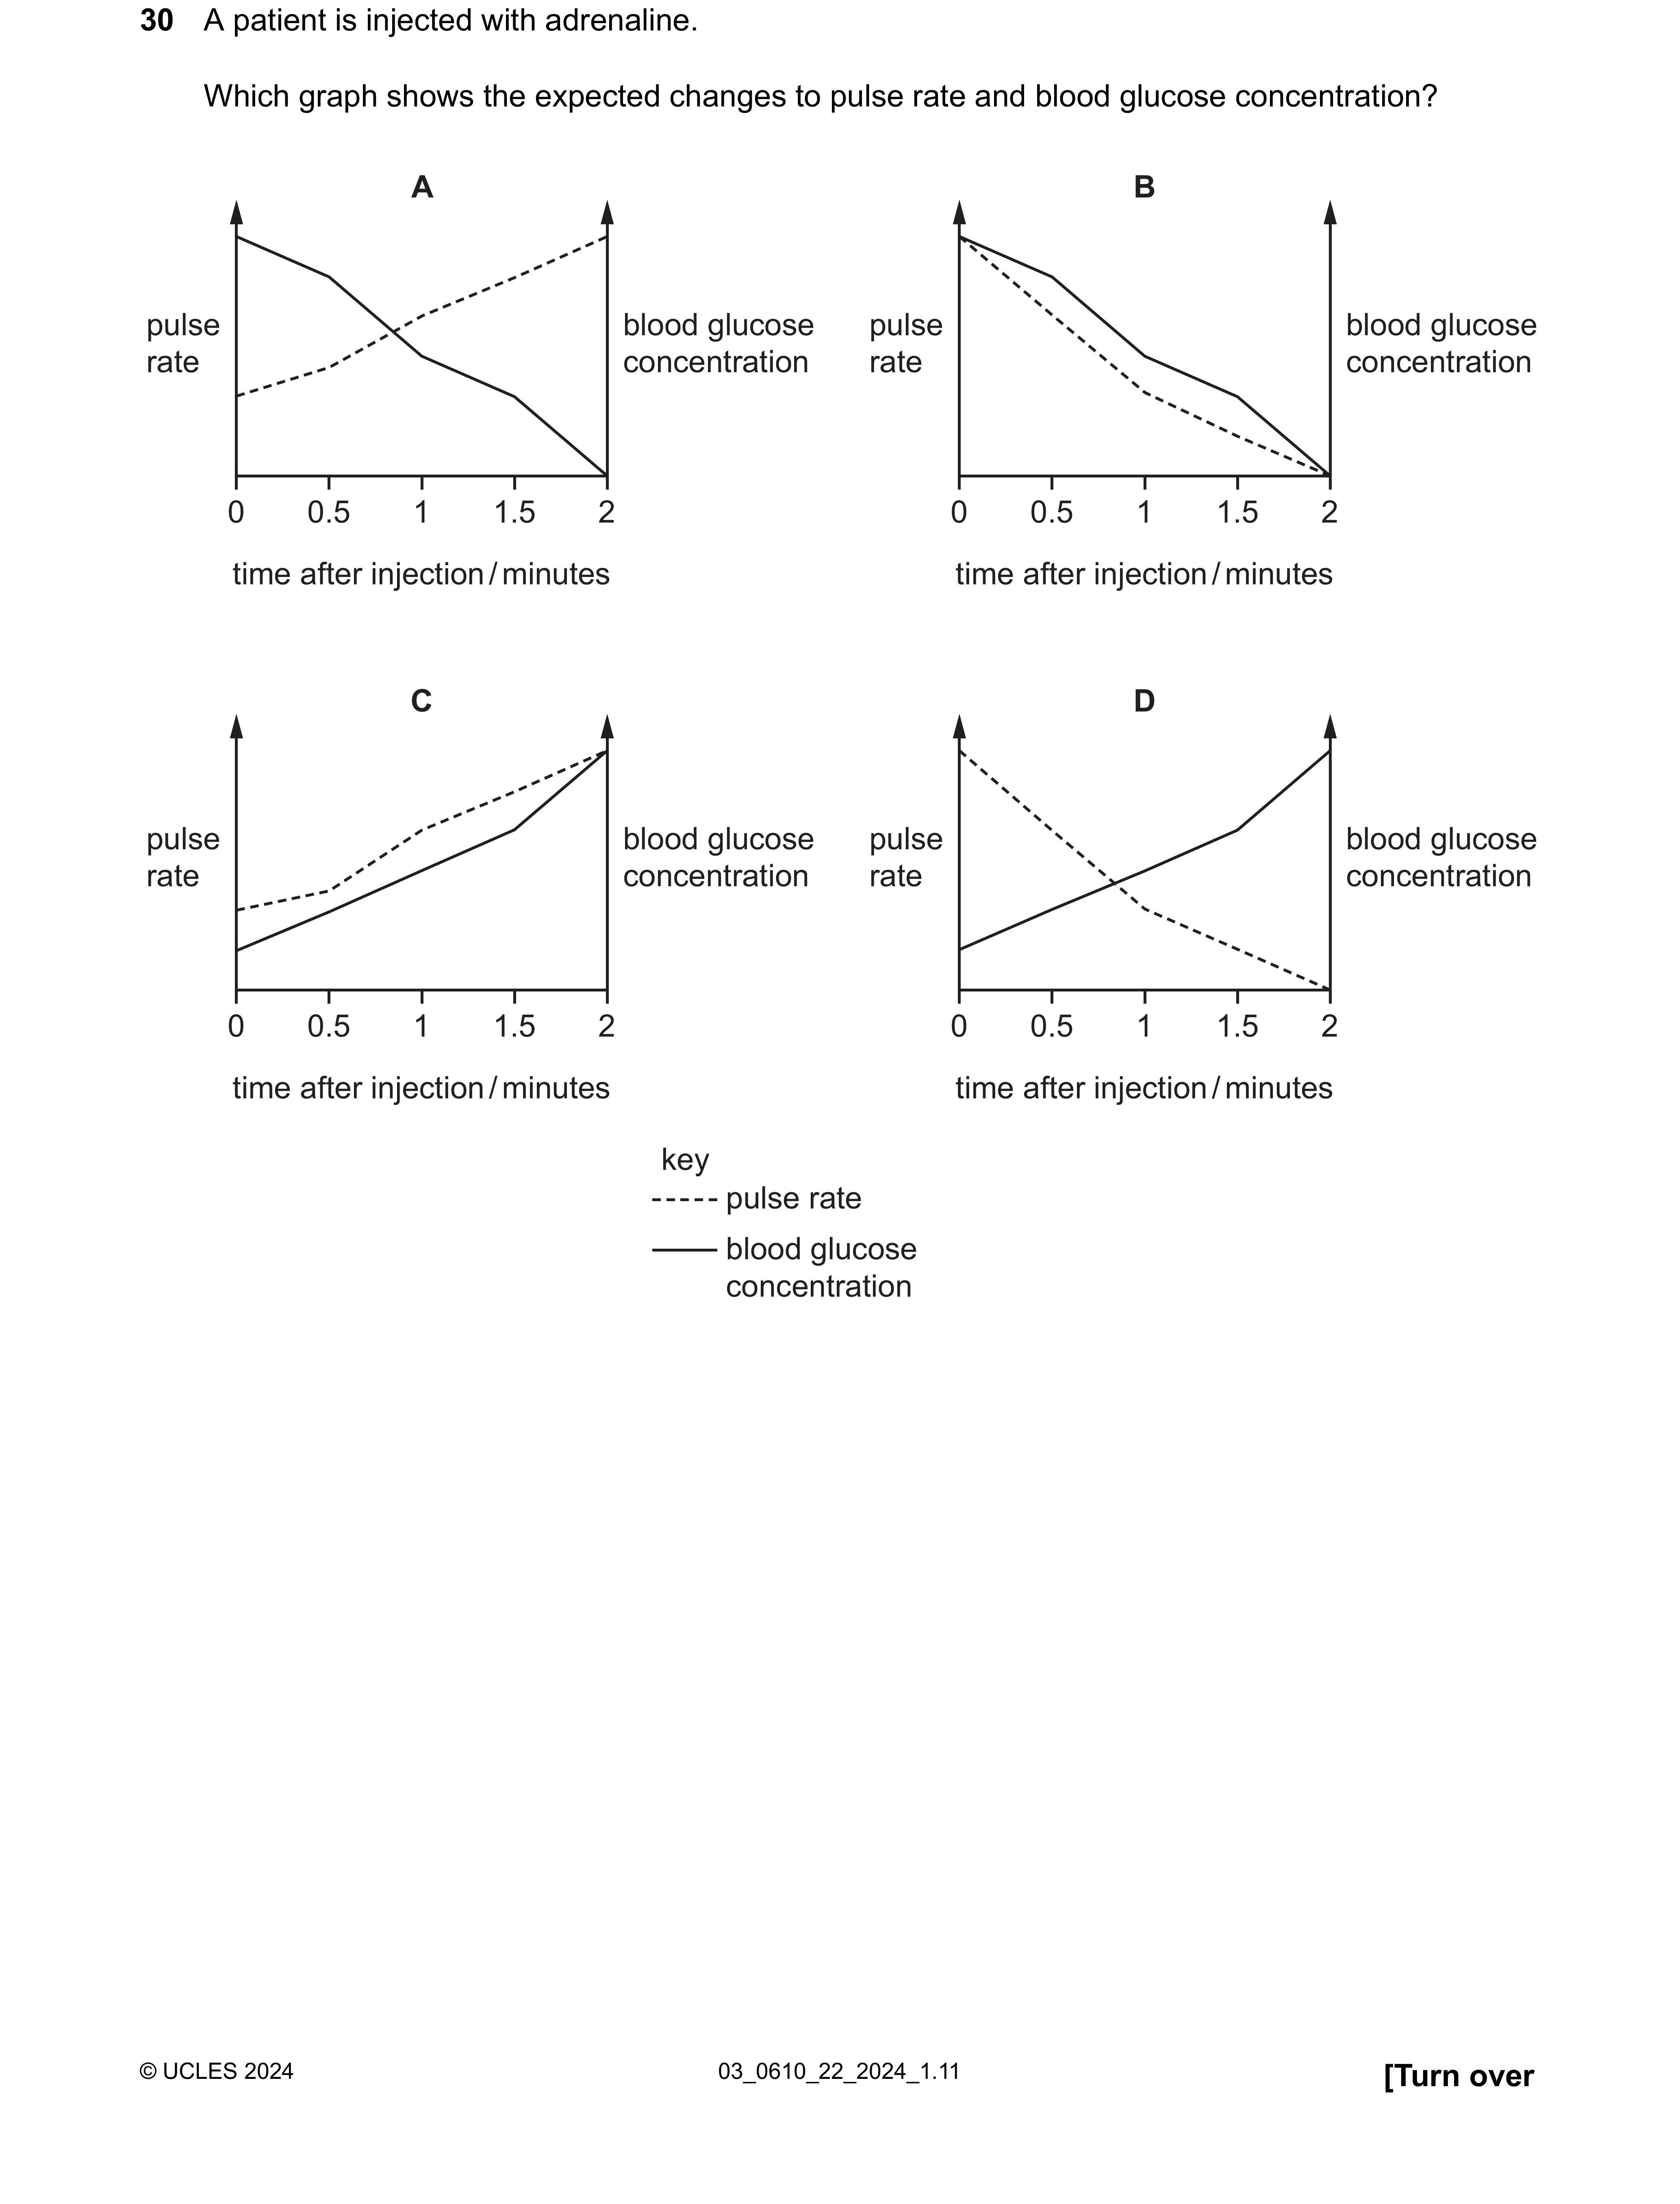 30 A patient is injected with adrenaline.
Which graph shows the expected changes to pulse rate and blood glucose concentration?
A
pulse
rate
blood glucose
concentration
0 0.5 1 1.5 2
time after injection / minutes
B
pulse
rate
blood glucose
concentration
0 0.5 1 1.5 2
time after injection / minutes
C
pulse
rate
blood glucose
concentration
0 0.5 1 1.5 2
time after injection / minutes
D
pulse
rate
blood glucose
concentration
0 0.5 1 1.5 2
time after injection / minutes
key
pulse rate
blood glucose
concentration
© UCLES 2024
03_0610_22_2024_1.11
[Turn over